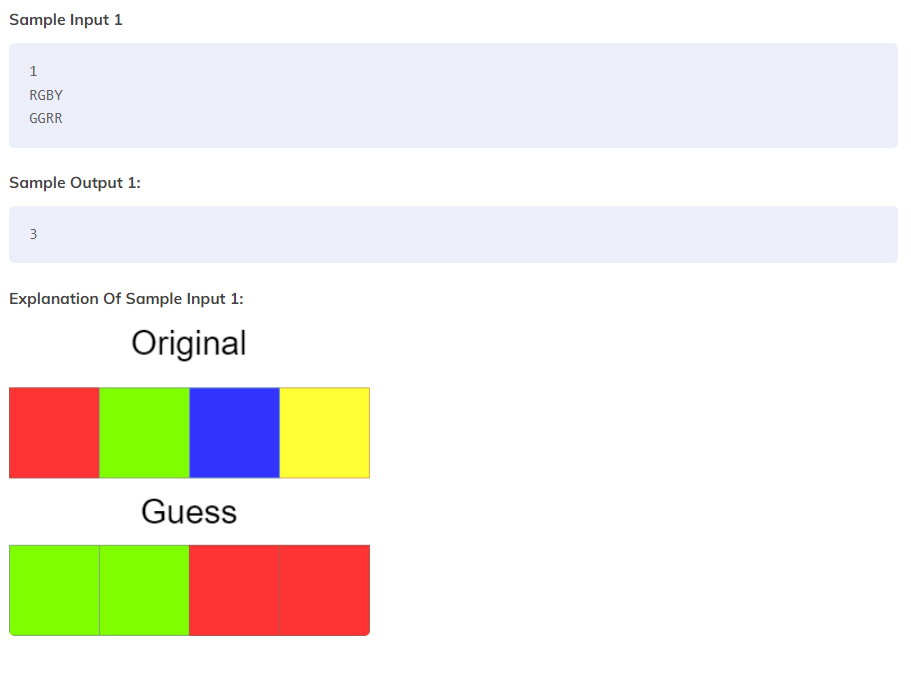 Sample Input 1
1
RGBY
GGRR
Sample Output 1:
3
Explanation Of Sample Input 1:
Original
Guess